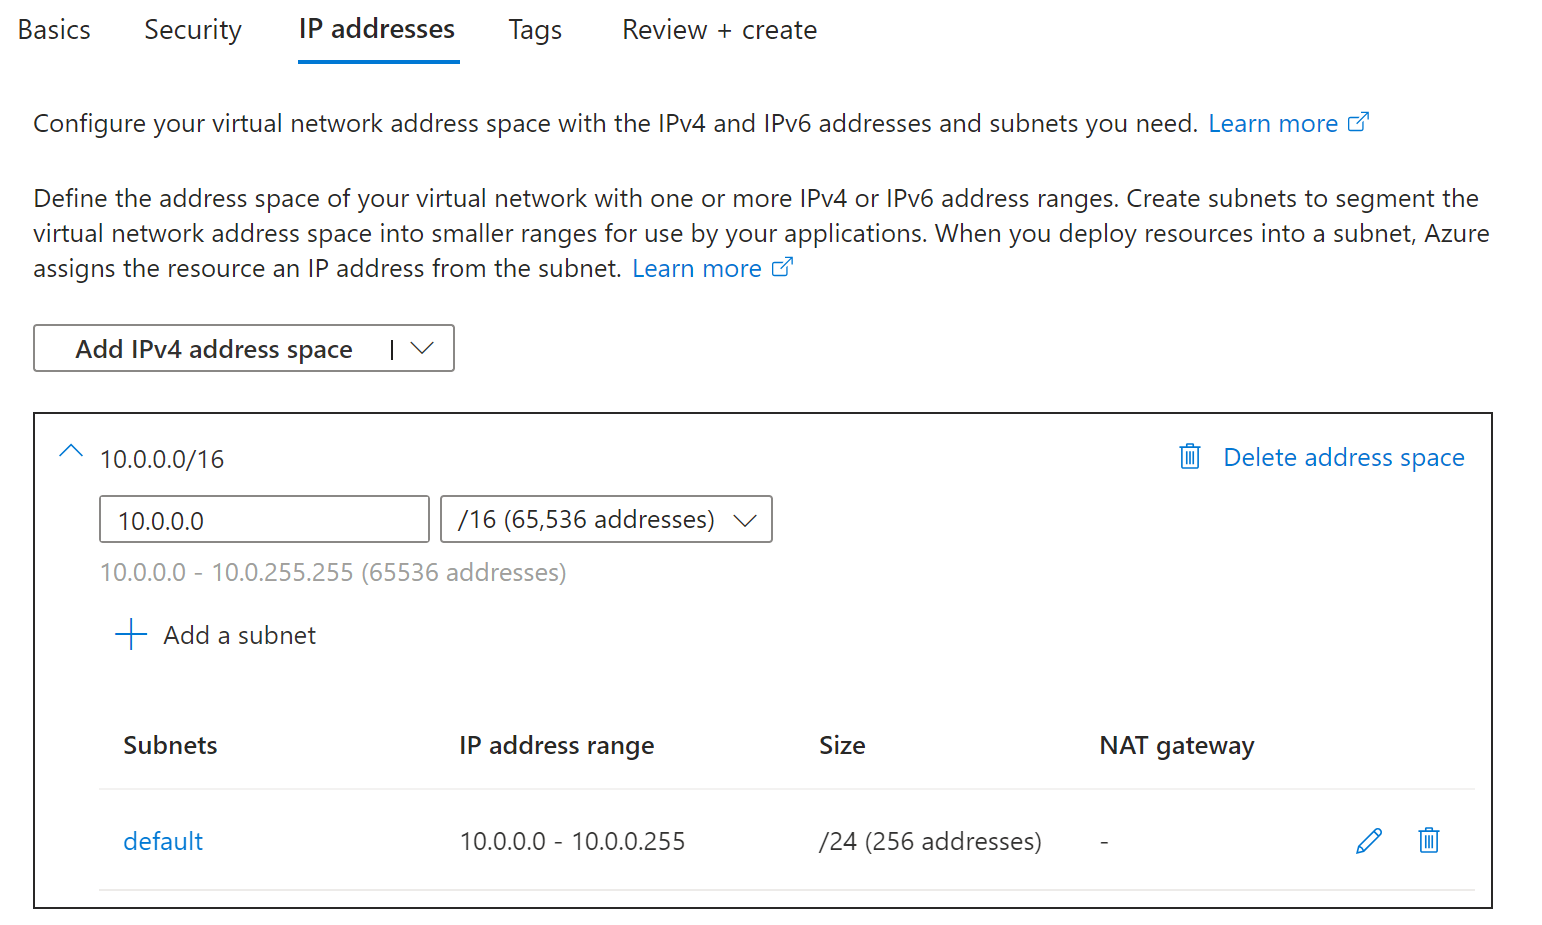 Basics Security IP addresses Tags Review + create
Configure your virtual network address space with the IPv4 and IPv6 addresses and subnets you need. Learn more
Define the address space of your virtual network with one or more IPv4 or IPv6 address ranges. Create subnets to segment the
virtual network address space into smaller ranges for use by your applications. When you deploy resources into a subnet, Azure
assigns the resource an IP address from the subnet. Learn more
Add IPv4 address space |
10.0.0.0/16 Delete address space
10.0.0.0 /16 (65,536 addresses)
10.0.0.0 - 10.0.255.255 (65536 addresses)
Add a subnet
Subnets IP address range Size NAT gateway
default 10.0.0.0 - 10.0.0.255 /24 (256 addresses) -